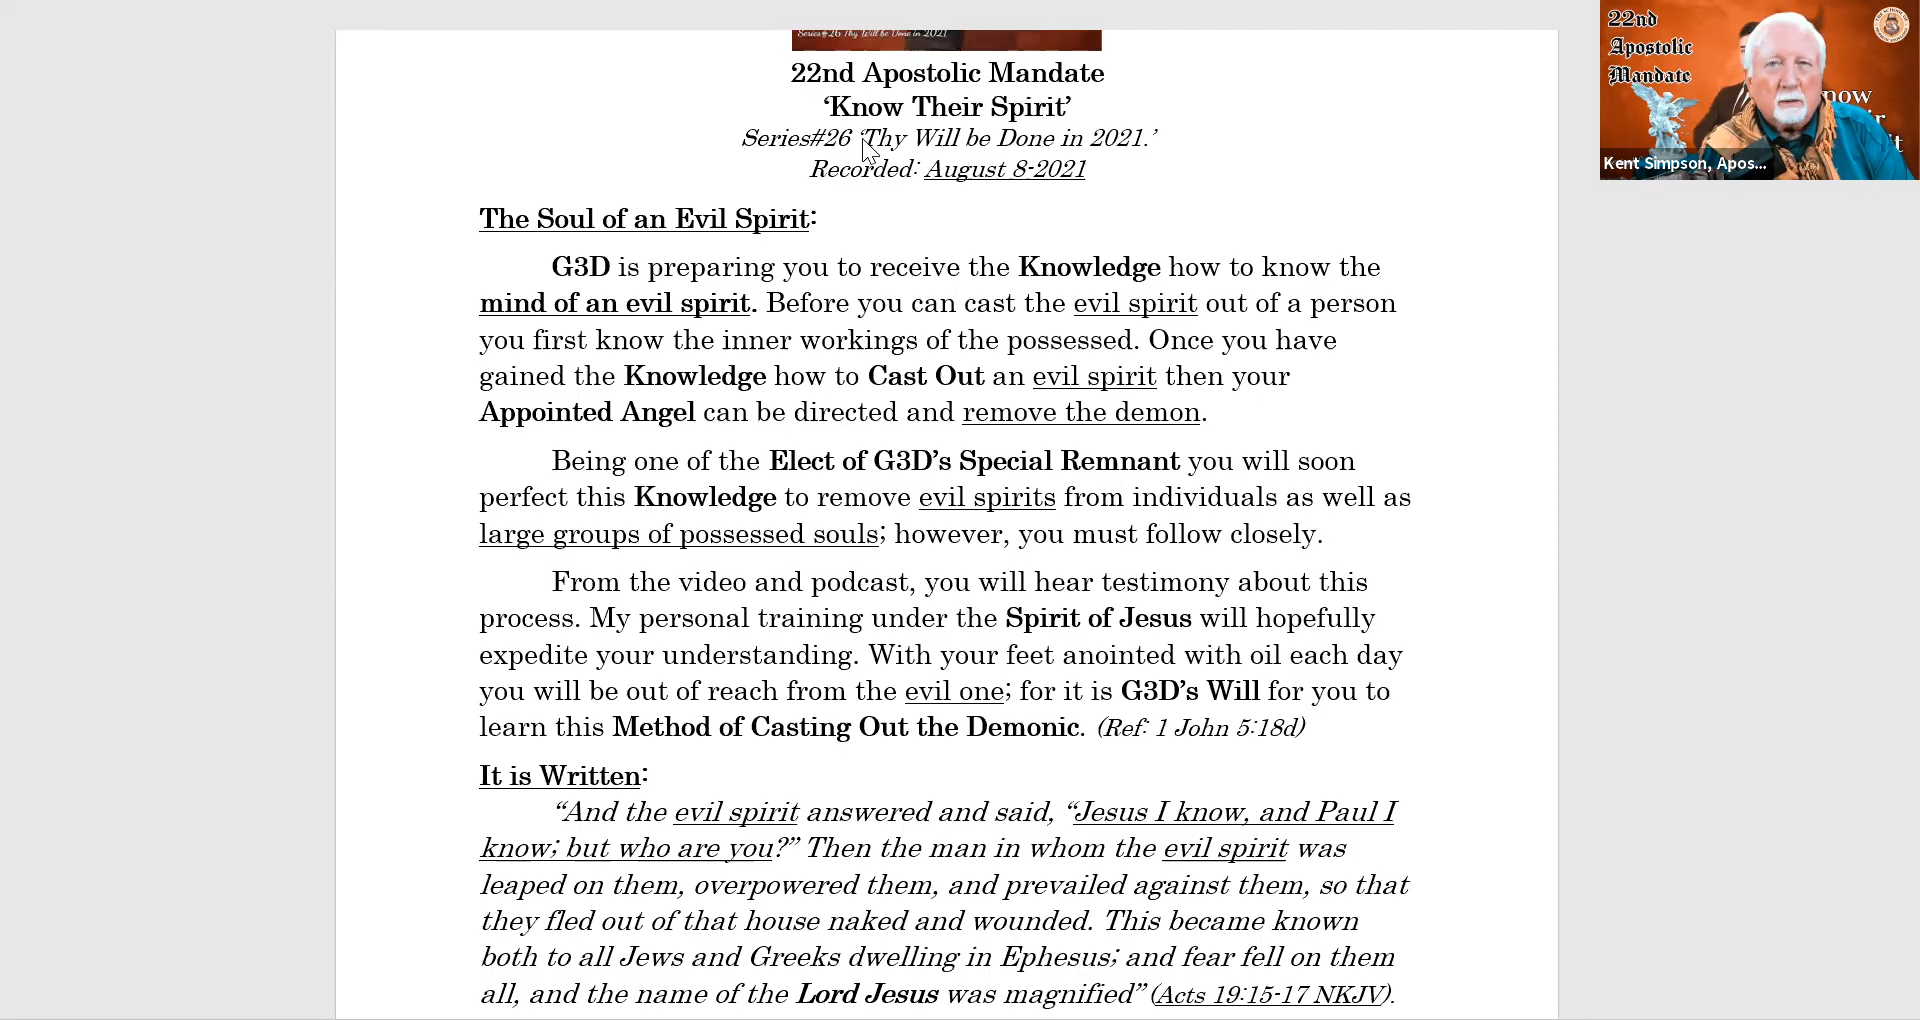 Series#26 Thy Will be Done in 2021
22nd Apostolic Mandate
‘Know Their Spirit’
Series#26 ‘Thy Will be Done in 2021.’
Recorded: August 8-2021
The Soul of an Evil Spirit:
G3D is preparing you to receive the Knowledge how to know the
mind of an evil spirit. Before you can cast the evil spirit out of a person
you first know the inner workings of the possessed. Once you have
gained the Knowledge how to Cast Out an evil spirit then your
Appointed Angel can be directed and remove the demon.
Being one of the Elect of G3D’s Special Remnant you will soon
perfect this Knowledge to remove evil spirits from individuals as well as
large groups of possessed souls; however, you must follow closely.
From the video and podcast, you will hear testimony about this
process. My personal training under the Spirit of Jesus will hopefully
expedite your understanding. With your feet anointed with oil each day
you will be out of reach from the evil one; for it is G3D’s Will for you to
learn this Method of Casting Out the Demonic. (Ref: 1 John 5:18d)
It is Written:
“And the evil spirit answered and said, “Jesus I know, and Paul I
know; but who are you?” Then the man in whom the evil spirit was
leaped on them, overpowered them, and prevailed against them, so that
they fled out of that house naked and wounded. This became known
both to all Jews and Greeks dwelling in Ephesus; and fear fell on them
all, and the name of the Lord Jesus was magnified” (Acts 19:15-17 NKJV).
22nd
Apostolic
Mandate
now
ir
it
Kent Simpson, Apos...